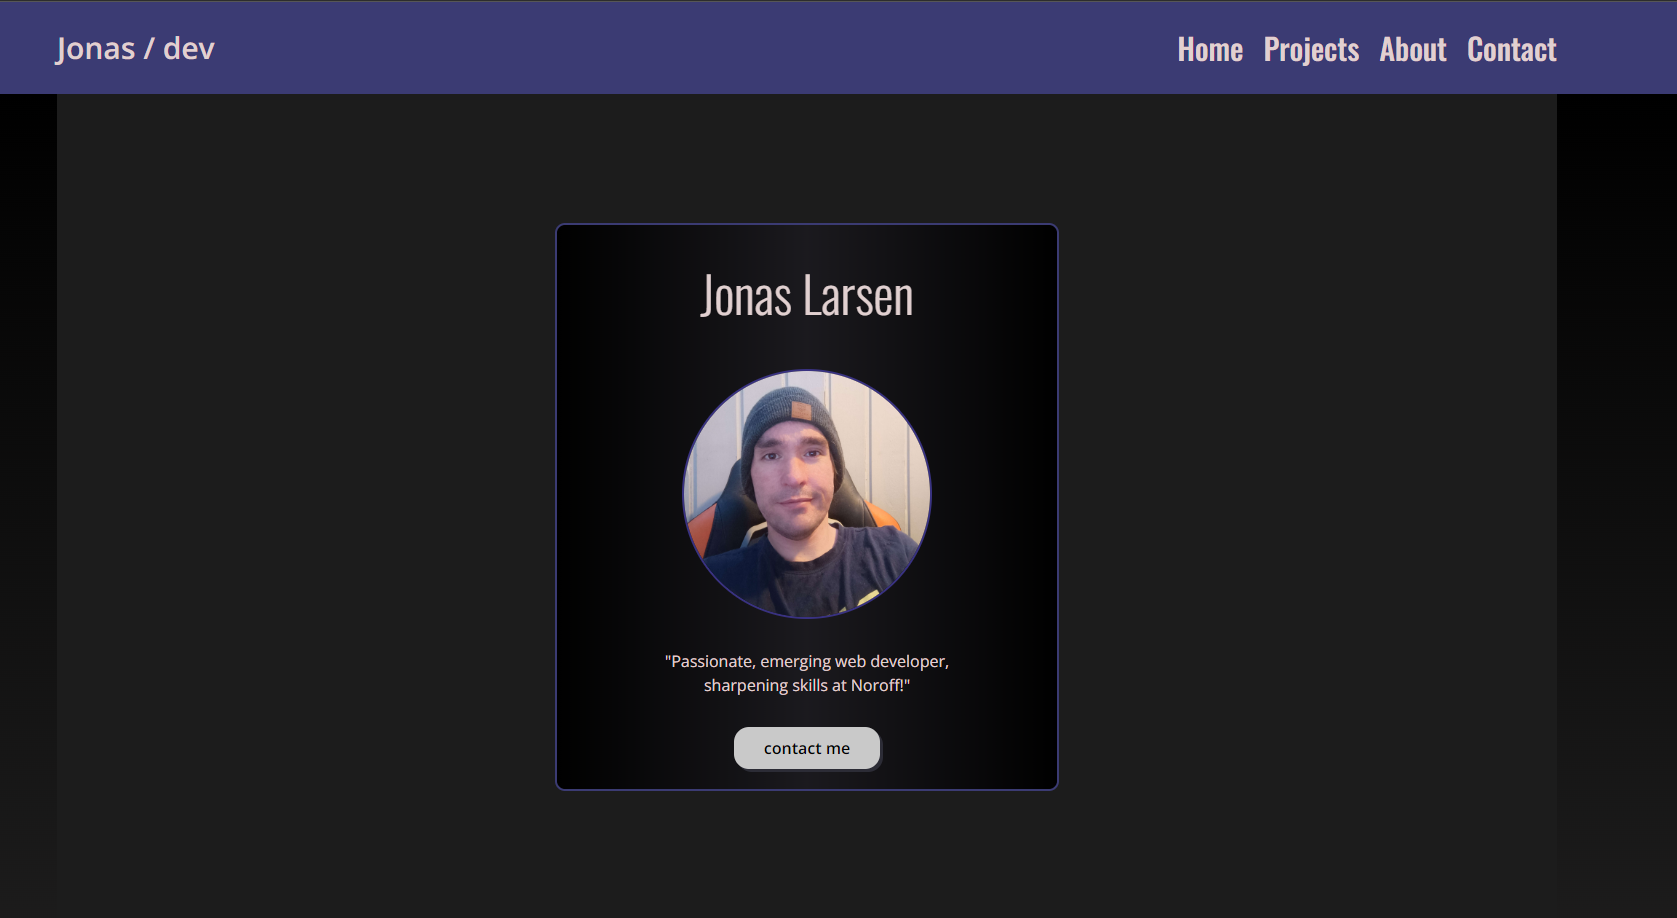 Jonas / dev
Home Projects About Contact
Jonas Larsen
"Passionate, emerging web developer,
sharpening skills at Noroff!"
contact me